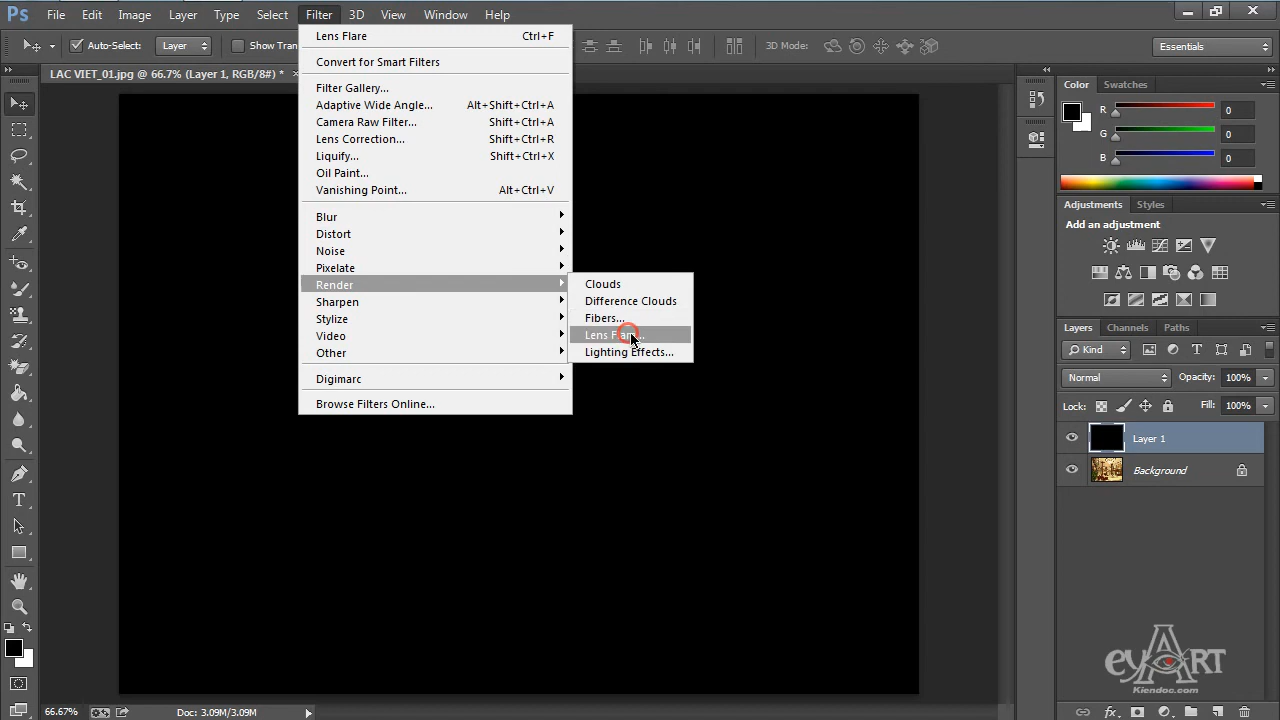 Ps File Edit Image Layer Type Select Filter 3D View Window Help
Auto-Select: Layer Show Tran 3D Mode: Essentials
LAC VIET_01.jpg @ 66.7% (Layer 1, RGB/8#) *
Lens Flare Ctrl+F
Convert for Smart Filters
Filter Gallery...
Adaptive Wide Angle... Alt+Shift+Ctrl+A
Camera Raw Filter... Shift+Ctrl+A
Lens Correction... Shift+Ctrl+R
Liquify... Shift+Ctrl+X
Oil Paint...
Vanishing Point... Alt+Ctrl+V
Blur
Distort
Noise
Pixelate
Render
Sharpen
Stylize
Video
Other
Digimarc
Browse Filters Online...
Clouds
Difference Clouds
Fibers...
Lens Flare...
Lighting Effects...
Color Swatches
R 0
G 0
B 0
Adjustments Styles
Add an adjustment
Layers Channels Paths
Kind
Normal Opacity: 100%
Lock: Fill: 100%
Layer 1
Background
eyART
Kiendoc.com
66.67% Doc: 3.09M/3.09M